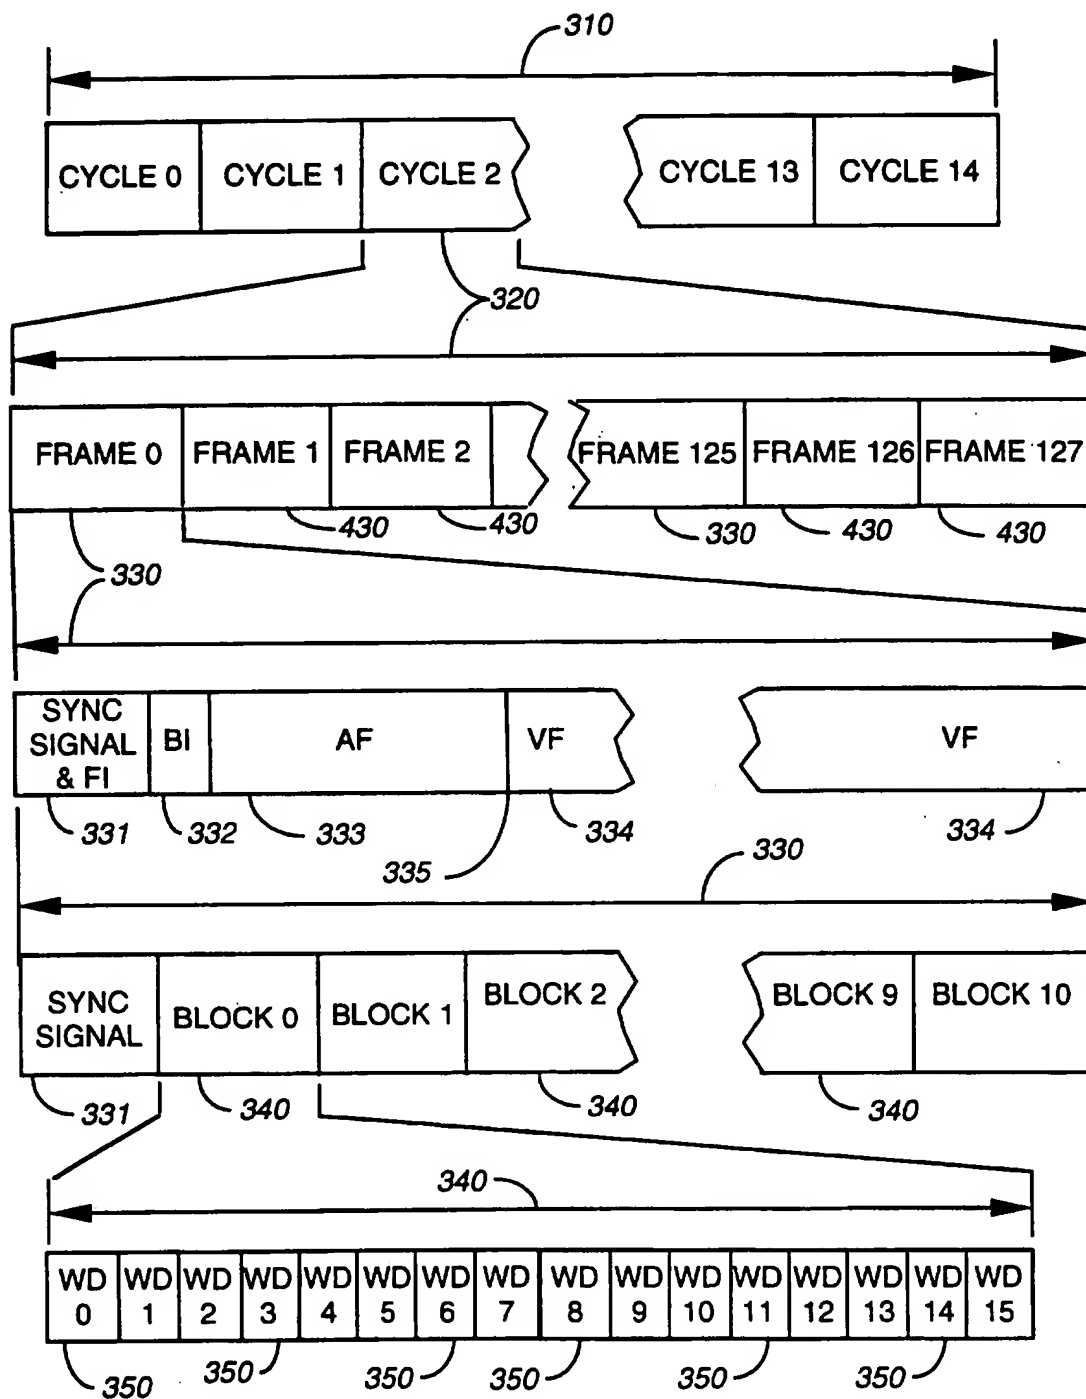 310
CYCLE 0 CYCLE 1 CYCLE 2 CYCLE 13 CYCLE 14
320
FRAME 0 FRAME 1 FRAME 2 FRAME 125 FRAME 126 FRAME 127
430 430 330 430 430
330
SYNC SIGNAL & FI BI AF VF VF
331 332 333 334 334
335 330
SYNC SIGNAL BLOCK 0 BLOCK 1 BLOCK 2 BLOCK 9 BLOCK 10
331 340 340 340
340
WD 0 WD 1 WD 2 WD 3 WD 4 WD 5 WD 6 WD 7 WD 8 WD 9 WD 10 WD 11 WD 12 WD 13 WD 14 WD 15
350 350 350 350 350 350